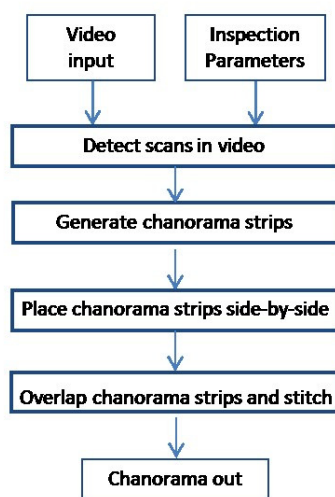 Video
input
Inspection
Parameters
Detect scans in video
Generate chanorama strips
Place chanorama strips side-by-side
Overlap chanorama strips and stitch
Chanorama out